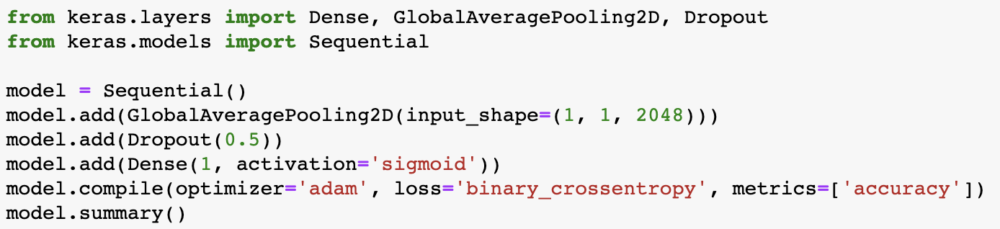 from keras.layers import Dense, GlobalAveragePooling2D, Dropout
from keras.models import Sequential
model = Sequential()
model.add(GlobalAveragePooling2D(input_shape=(1, 1, 2048)))
model.add(Dropout(0.5))
model.add(Dense(1, activation='sigmoid'))
model.compile(optimizer='adam', loss='binary_crossentropy', metrics=['accuracy'])
model.summary()